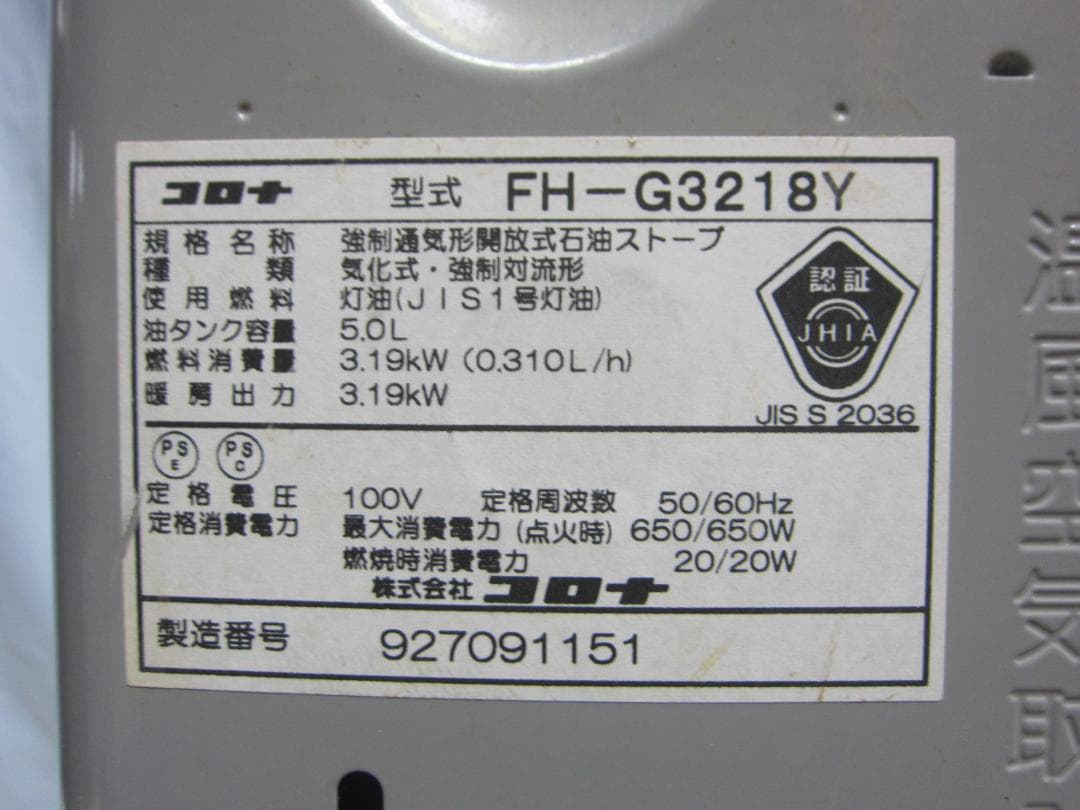 コロナ 型式 FH-G3218Y
規格名称 強制通気形開放式石油ストーブ
種類 気化式・強制対流形
使用燃料 灯油(JIS1号灯油)
油タンク容量 5.0L
燃料消費量 3.19kW (0.310L/h)
暖房出力 3.19kW
認証
JHIA
JIS S 2036
PS E PS C
定格電圧 100V 定格周波数 50/60Hz
定格消費電力 最大消費電力(点火時) 650/650W
燃焼時消費電力 20/20W
株式会社 コロナ
製造番号 927091151
温風空気取